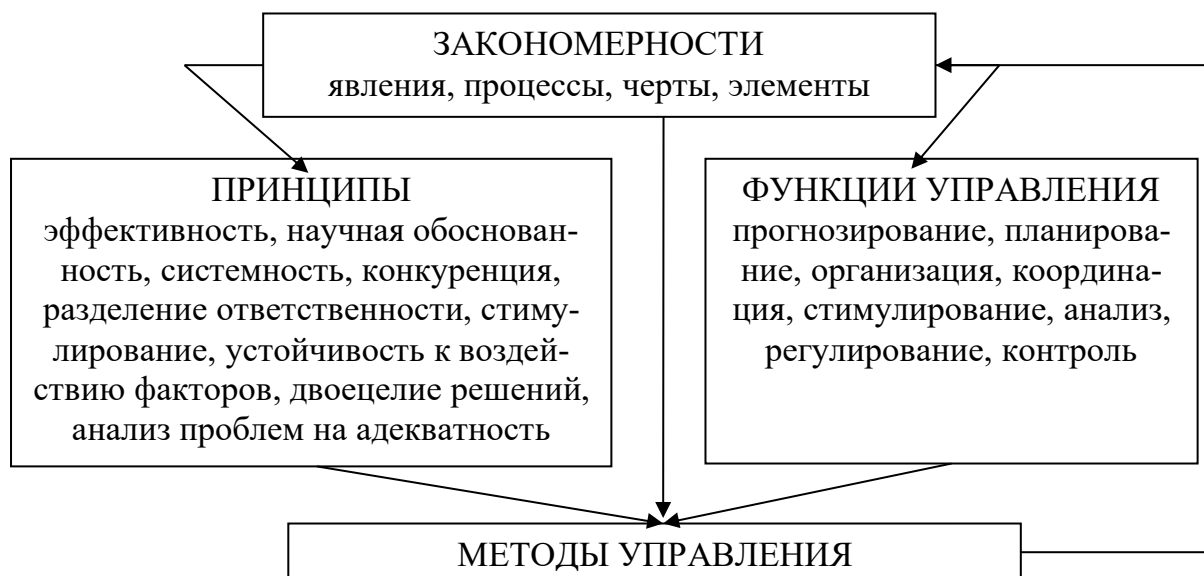 ЗАКОНОМЕРНОСТИ
явления, процессы, черты, элементы
ПРИНЦИПЫ
эффективность, научная обоснован-
ность, системность, конкуренция,
разделение ответственности, стиму-
лирование, устойчивость к воздей-
ствию факторов, двоецелие решений,
анализ проблем на адекватность
ФУНКЦИИ УПРАВЛЕНИЯ
прогнозирование, планирова-
ние, организация, координа-
ция, стимулирование, анализ,
регулирование, контроль
МЕТОДЫ УПРАВЛЕНИЯ